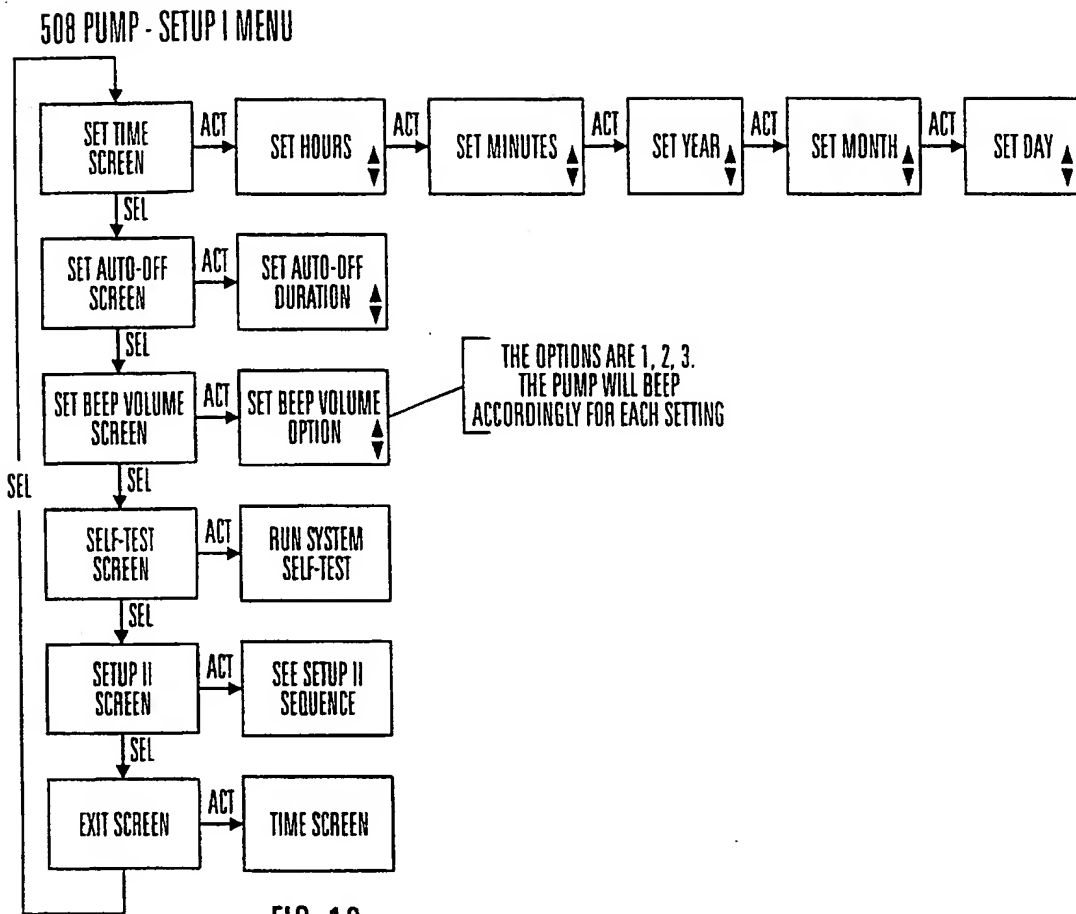 508 PUMP - SETUP I MENU
SET TIME
SCREEN
ACT
SET HOURS
ACT
SET MINUTES
ACT
SET YEAR
ACT
SET MONTH
ACT
SET DAY
SEL
SET AUTO-OFF
SCREEN
ACT
SET AUTO-OFF
DURATION
SEL
SET BEEP VOLUME
SCREEN
ACT
SET BEEP VOLUME
OPTION
THE OPTIONS ARE 1, 2, 3.
THE PUMP WILL BEEP
ACCORDINGLY FOR EACH SETTING
SEL
SEL
SELF-TEST
SCREEN
ACT
RUN SYSTEM
SELF-TEST
SEL
SETUP II
SCREEN
ACT
SEE SETUP II
SEQUENCE
SEL
EXIT SCREEN
ACT
TIME SCREEN